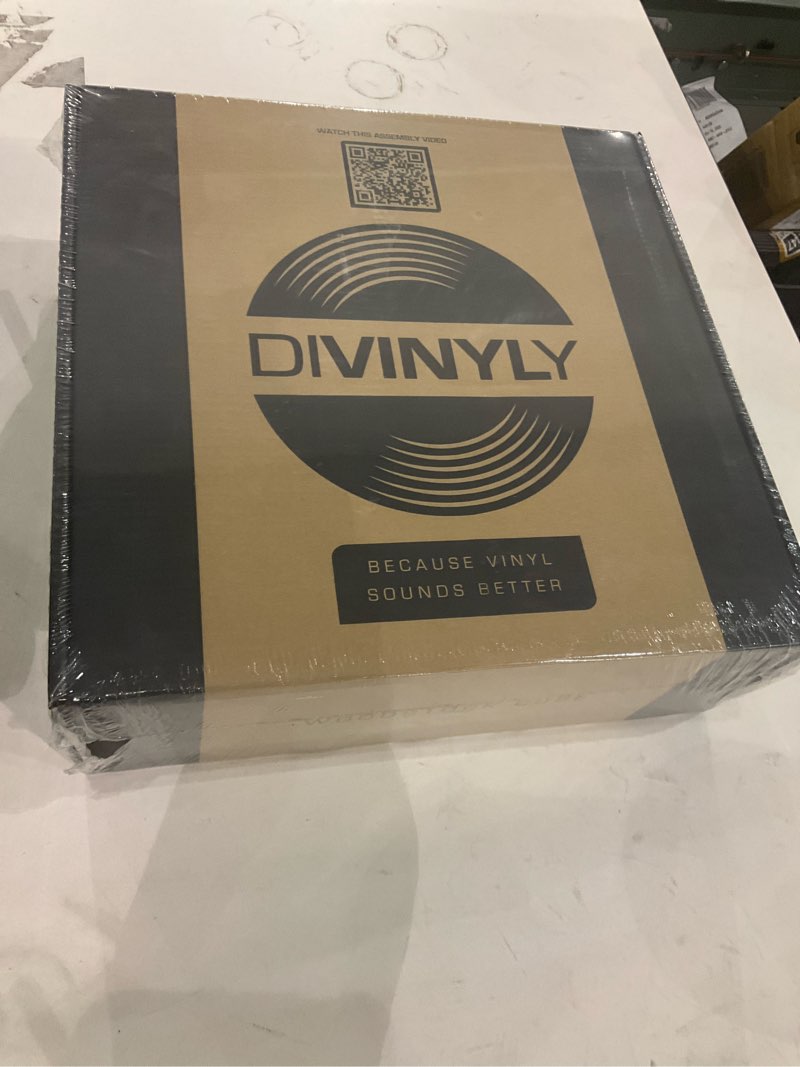 WATCH THIS ASSEMBLY VIDEO
DIVINYLY
BECAUSE VINYL
SOUNDS BETTER